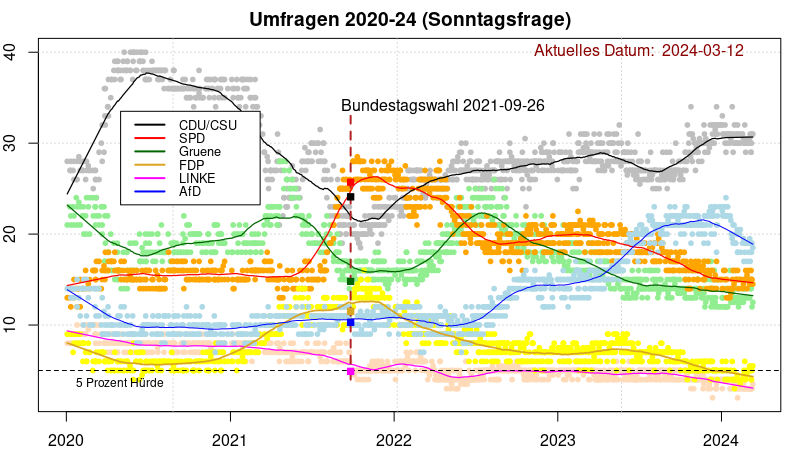 Umfragen 2020-24 (Sonntagsfrage)
Aktuelles Datum: 2024-03-12
Bundestagswahl 2021-09-26
CDU/CSU
SPD
Gruene
FDP
LINKE
AfD
40
30
20
10
5 Prozent Hürde
2020 2021 2022 2023 2024